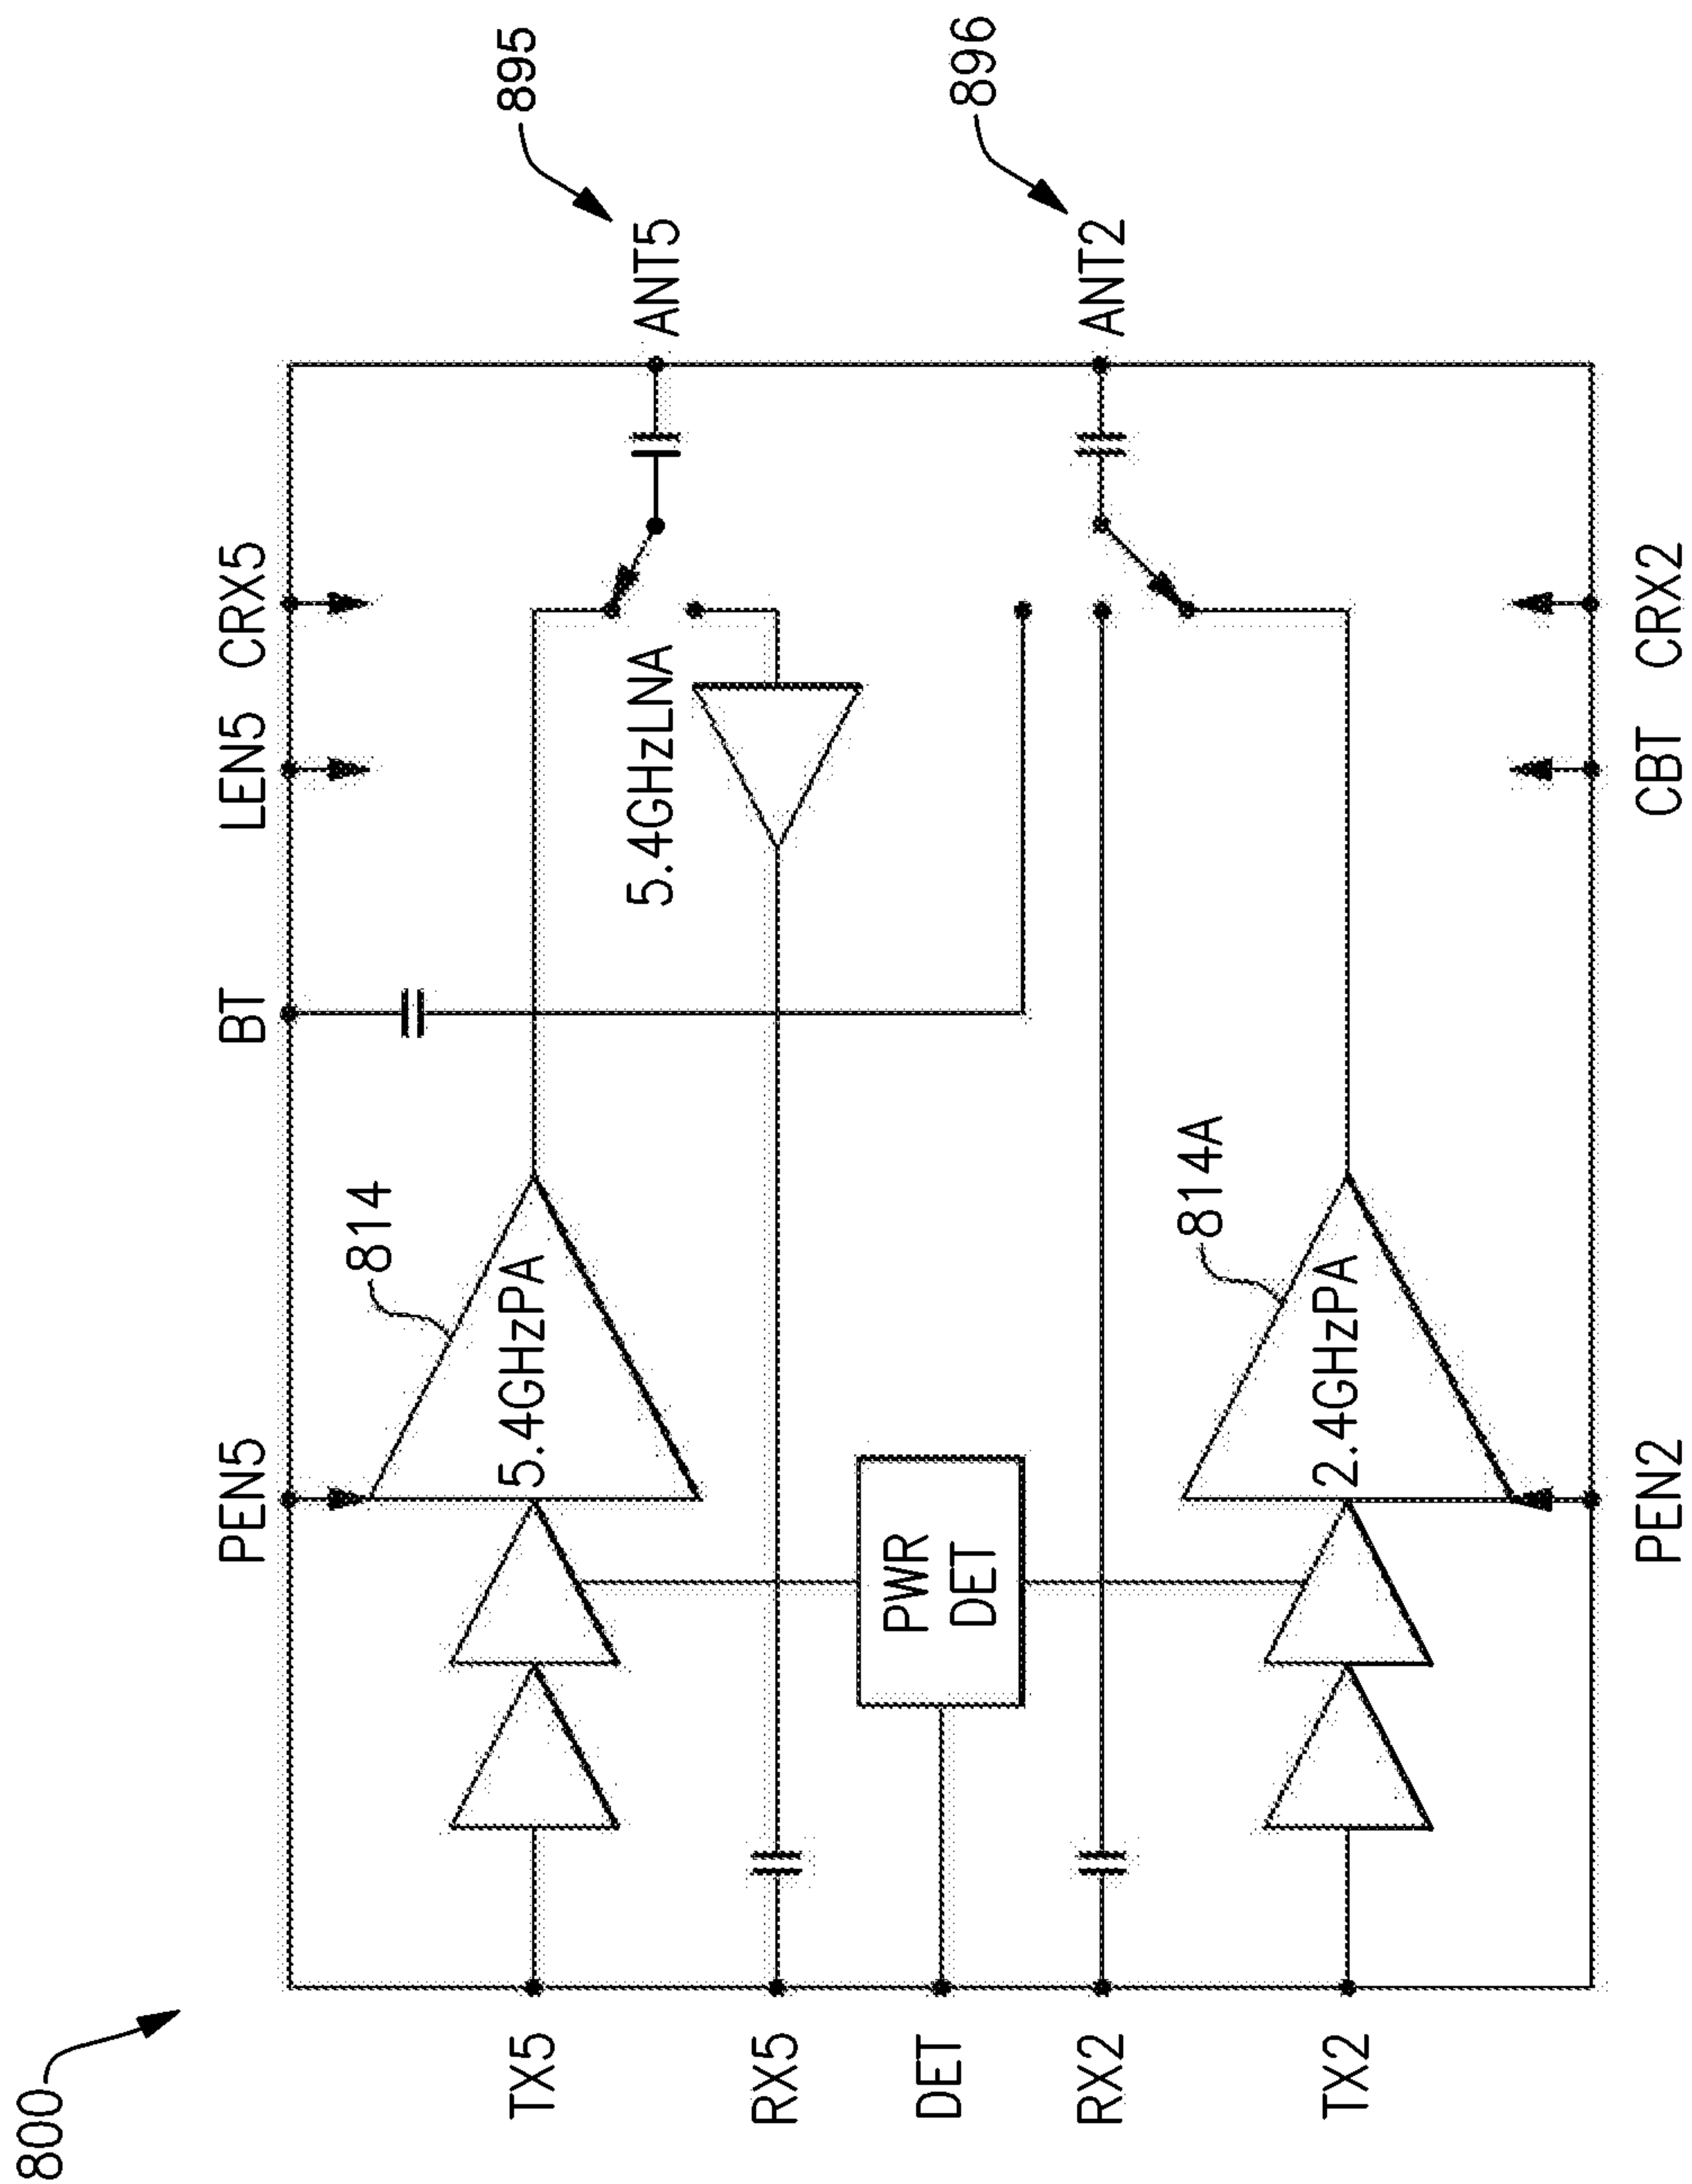 800
PEN5
BT
LEN5
CRX5
814
895
TX5
5.4GHzPA
ANT5
5.4GHzLNA
RX5
PWR
DET
DET
896
RX2
ANT2
814A
TX2
2.4GHzPA
PEN2
CBT
CRX2